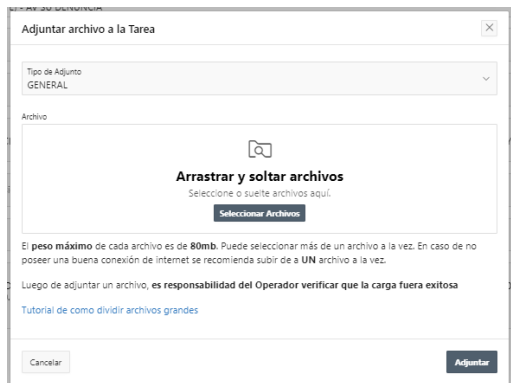 AV SU DENUNCIA
Adjuntar archivo a la Tarea
Tipo de Adjunto
GENERAL
Archivo
Arrastrar y soltar archivos
Seleccione o suelte archivos aquí.
Seleccionar Archivos
El peso máximo de cada archivo es de 80mb. Puede seleccionar más de un archivo a la vez. En caso de no
poseer una buena conexión de internet se recomienda subir de a UN archivo a la vez.
Luego de adjuntar un archivo, es responsabilidad del Operador verificar que la carga fuera exitosa
Tutorial de como dividir archivos grandes
Cancelar
Adjuntar